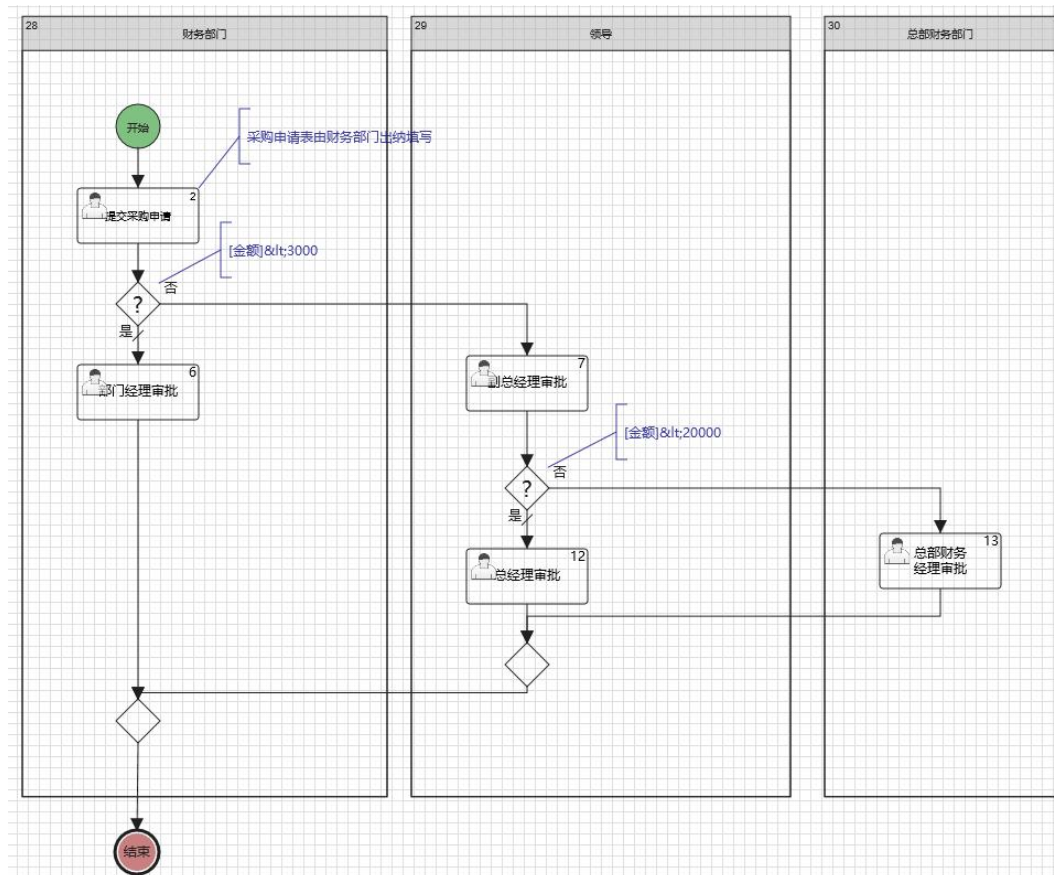 28
财务部门
29
领导
30
总部财务部门
开始
采购申请表由财务部门出纳填写
2
提交采购申请
[金额]&lt;3000
否
?
是
6
部门经理审批
7
副总经理审批
[金额]&lt;20000
否
?
是
12
总经理审批
13
总部财务
经理审批
结束